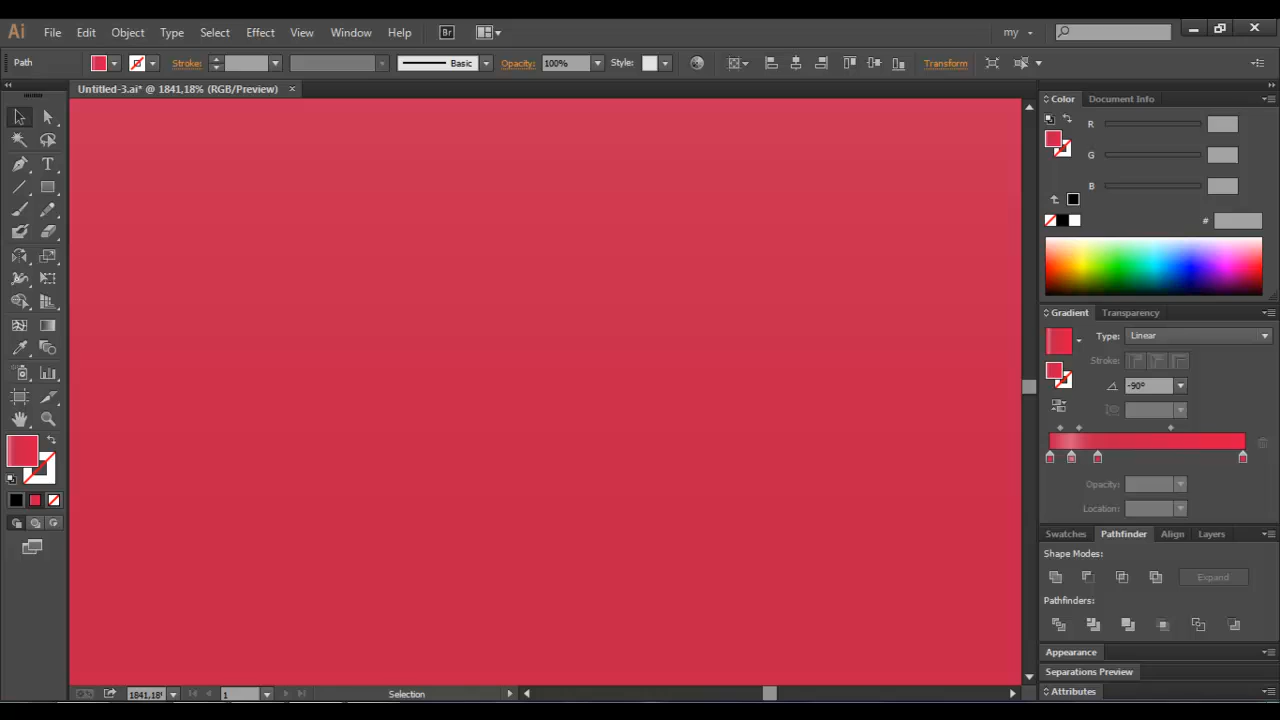 Ai File Edit Object Type Select Effect View Window Help Br my
Path Stroke: Basic Opacity: 100% Style: Transform
Untitled-3.ai* @ 1841,18% (RGB/Preview) ×
Color Document Info
R
G
B
#
Gradient Transparency
Type: Linear
Stroke:
-90°
Opacity:
Location:
Swatches Pathfinder Align Layers
Shape Modes:
Expand
Pathfinders:
Appearance
Separations Preview
Attributes
1841,18% 1 Selection